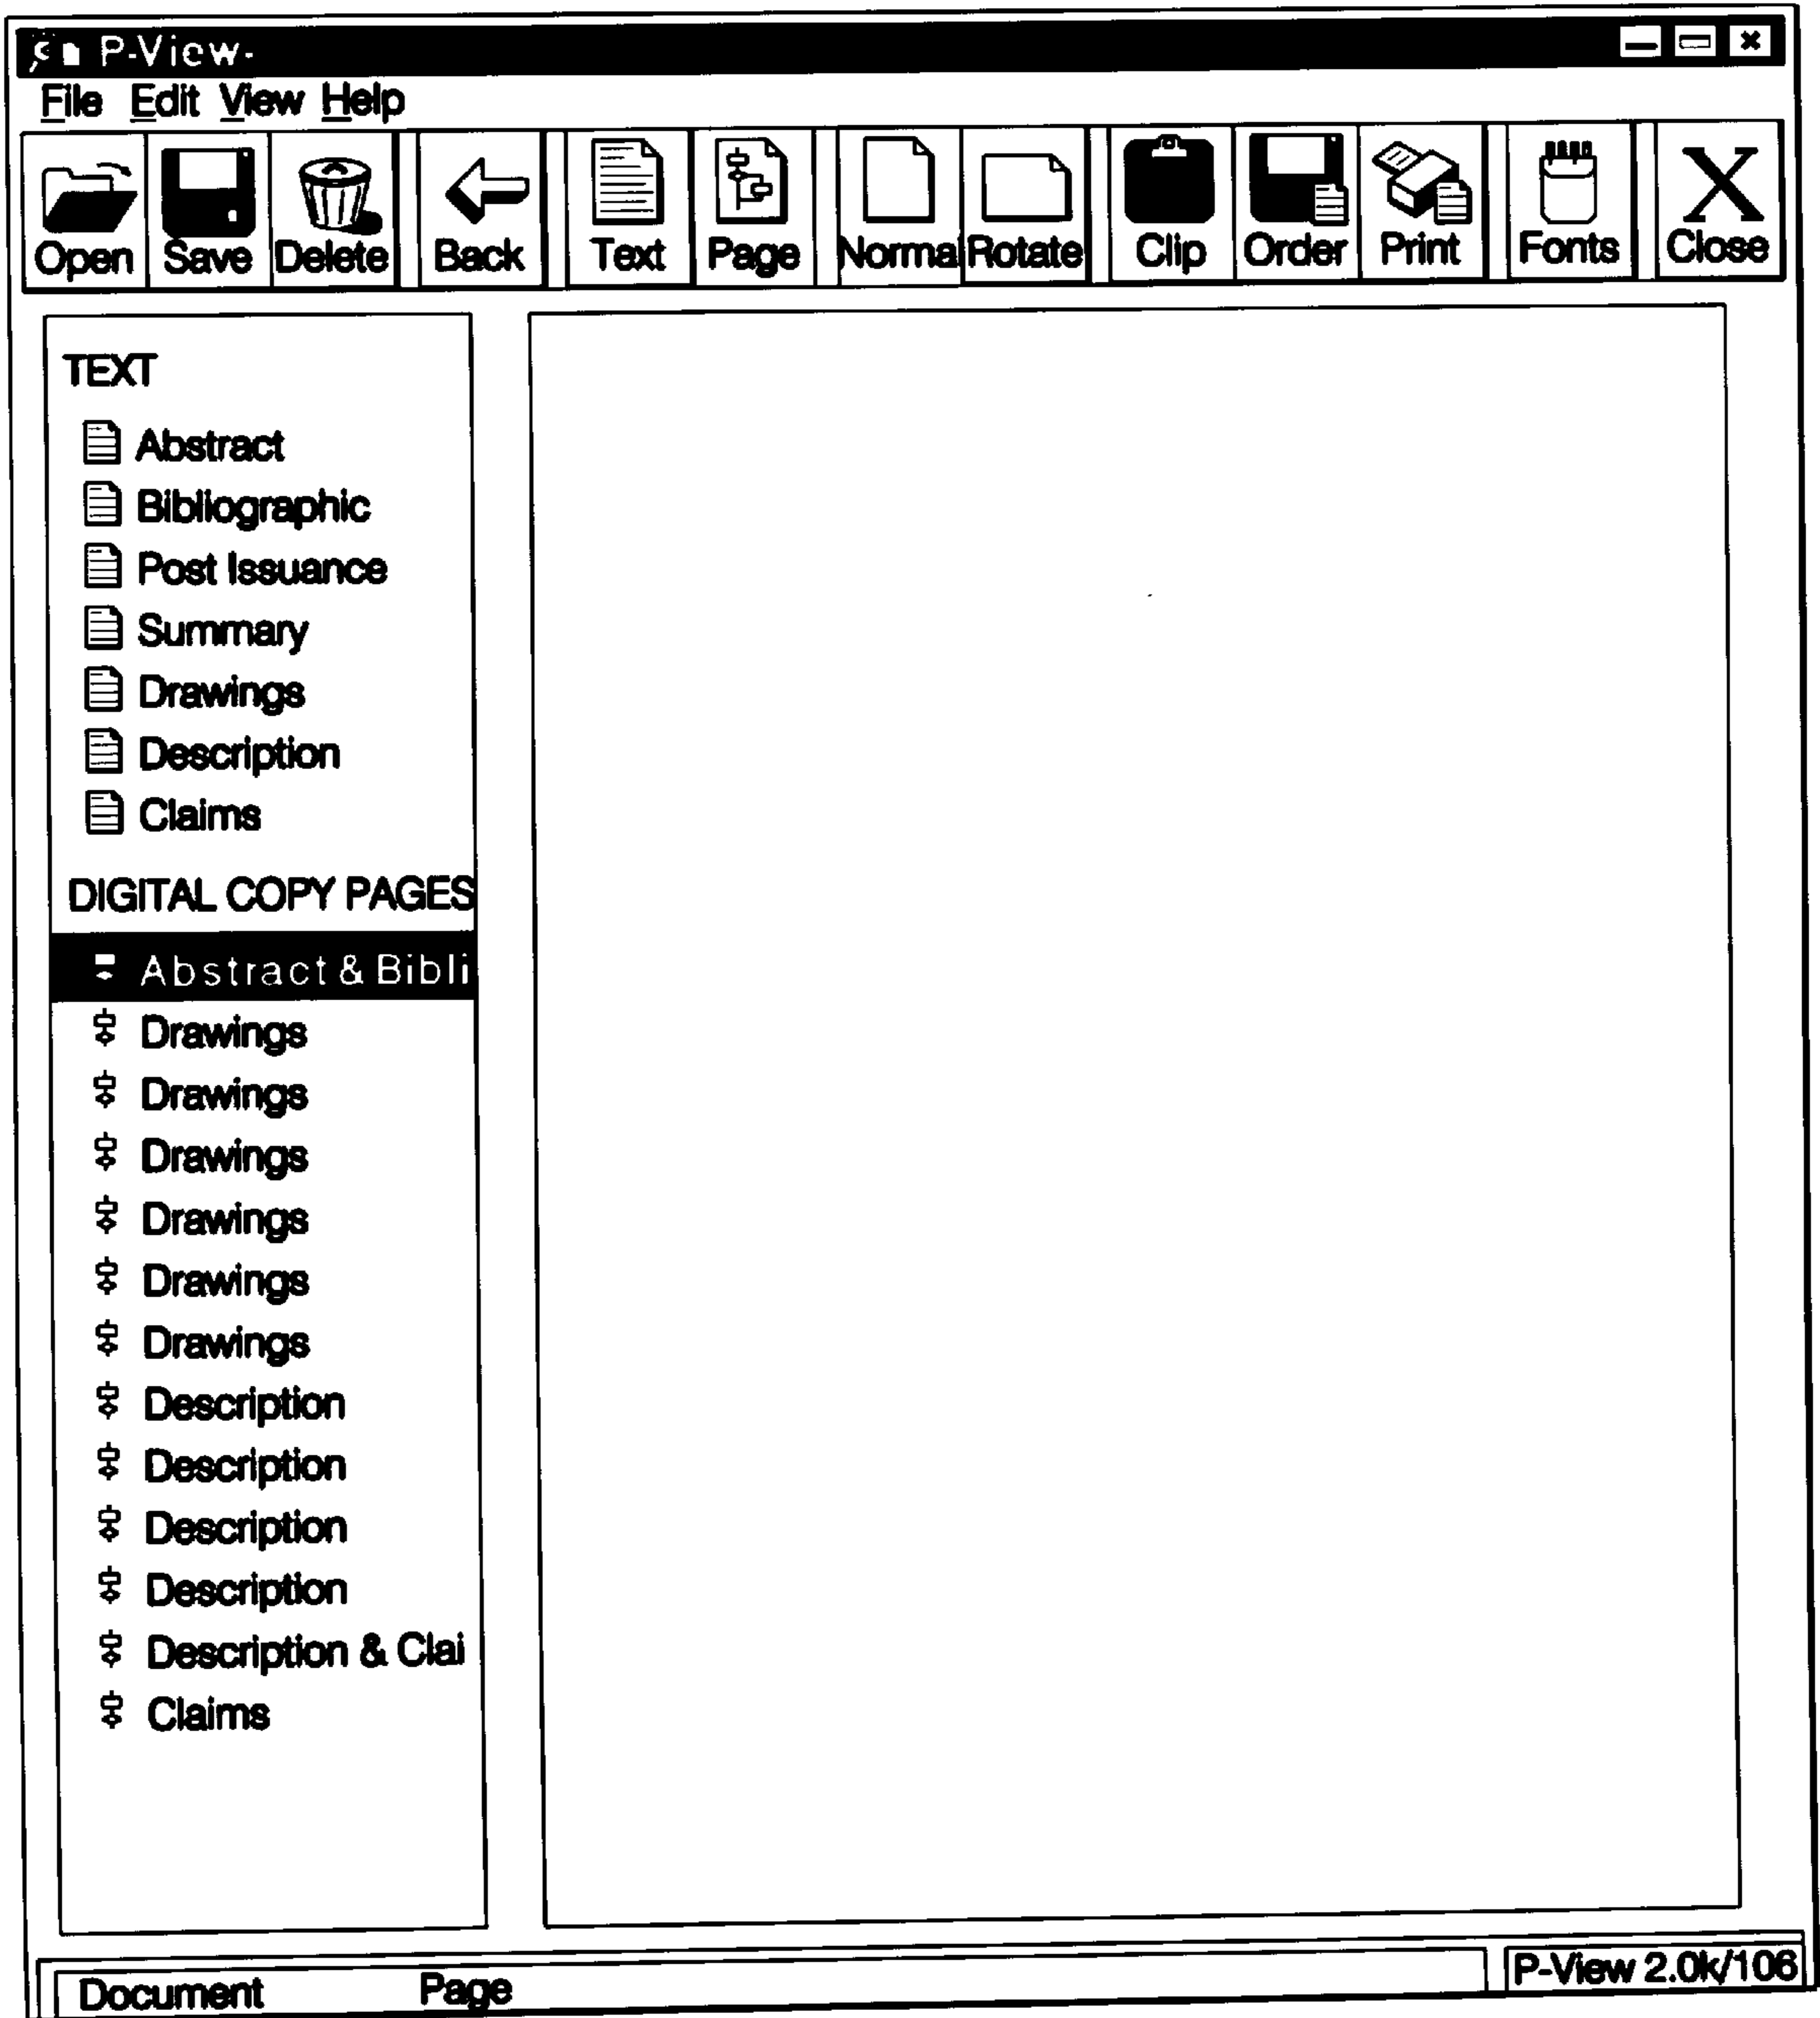 P-View-
File Edit View Help
Open Save Delete Back Text Page Norma Rotate Clip Order Print Fonts Close
TEXT
Abstract
Bibliographic
Post Issuance
Summary
Drawings
Description
Claims
DIGITAL COPY PAGES
Abstract & Bibli
Drawings
Drawings
Drawings
Drawings
Drawings
Drawings
Description
Description
Description
Description
Description & Clai
Claims
Document Page P-View 2.0k/106